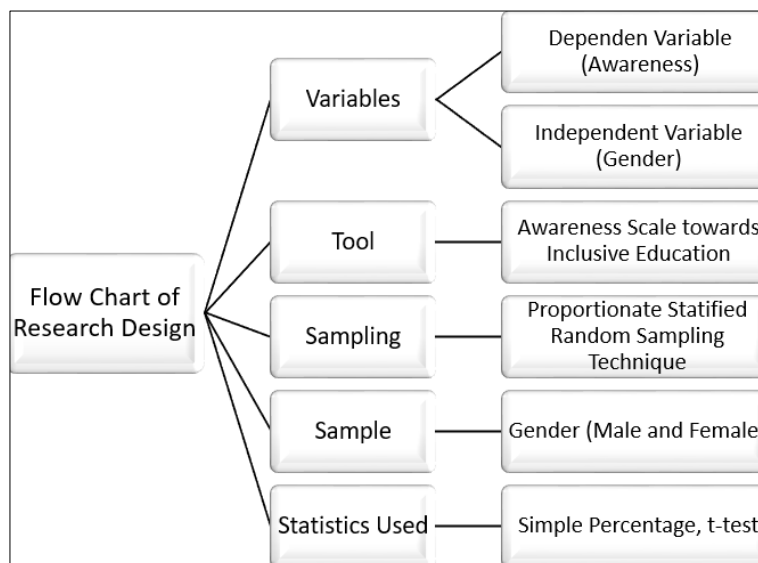 Flow Chart of
Research Design
Variables
Dependen Variable
(Awareness)
Independent Variable
(Gender)
Tool
Awareness Scale towards
Inclusive Education
Sampling
Proportionate Statified
Random Sampling
Technique
Sample
Gender (Male and Female
Statistics Used
Simple Percentage, t-test